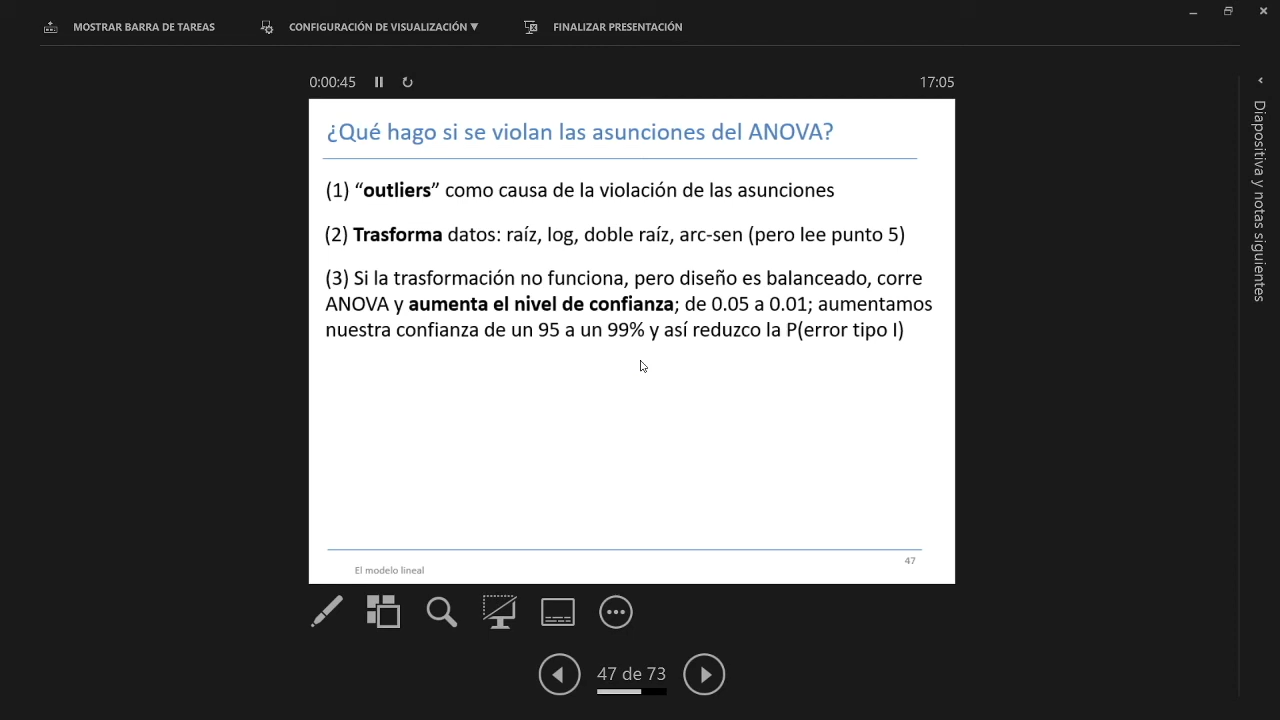 MOSTRAR BARRA DE TAREAS
CONFIGURACIÓN DE VISUALIZACIÓN ▼
FINALIZAR PRESENTACIÓN
0:00:45
17:05
¿Qué hago si se violan las asunciones del ANOVA?
(1) “outliers” como causa de la violación de las asunciones
(2) Trasforma datos: raíz, log, doble raíz, arc-sen (pero lee punto 5)
(3) Si la trasformación no funciona, pero diseño es balanceado, corre
ANOVA y aumenta el nivel de confianza; de 0.05 a 0.01; aumentamos
nuestra confianza de un 95 a un 99% y así reduzco la P(error tipo I)
El modelo lineal
47
47 de 73
Diapositiva y notas siguientes